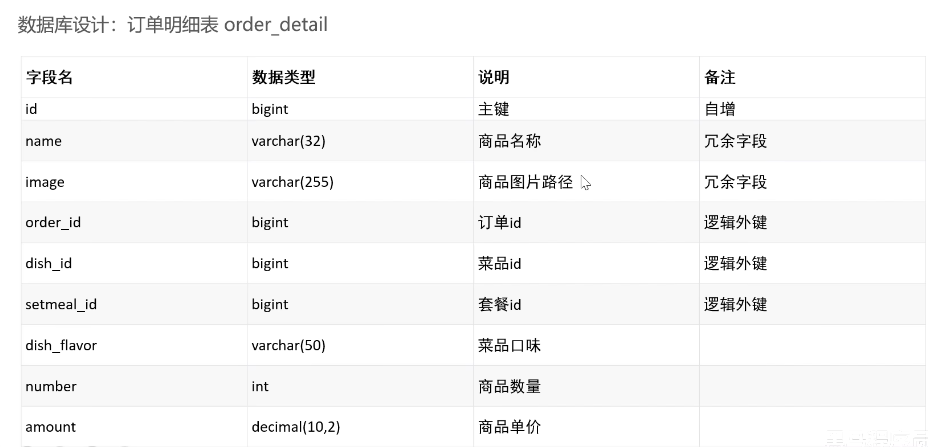 数据库设计：订单明细表 order_detail
字段名 数据类型 说明 备注
id bigint 主键 自增
name varchar(32) 商品名称 冗余字段
image varchar(255) 商品图片路径 冗余字段
order_id bigint 订单id 逻辑外键
dish_id bigint 菜品id 逻辑外键
setmeal_id bigint 套餐id 逻辑外键
dish_flavor varchar(50) 菜品口味
number int 商品数量
amount decimal(10,2) 商品单价